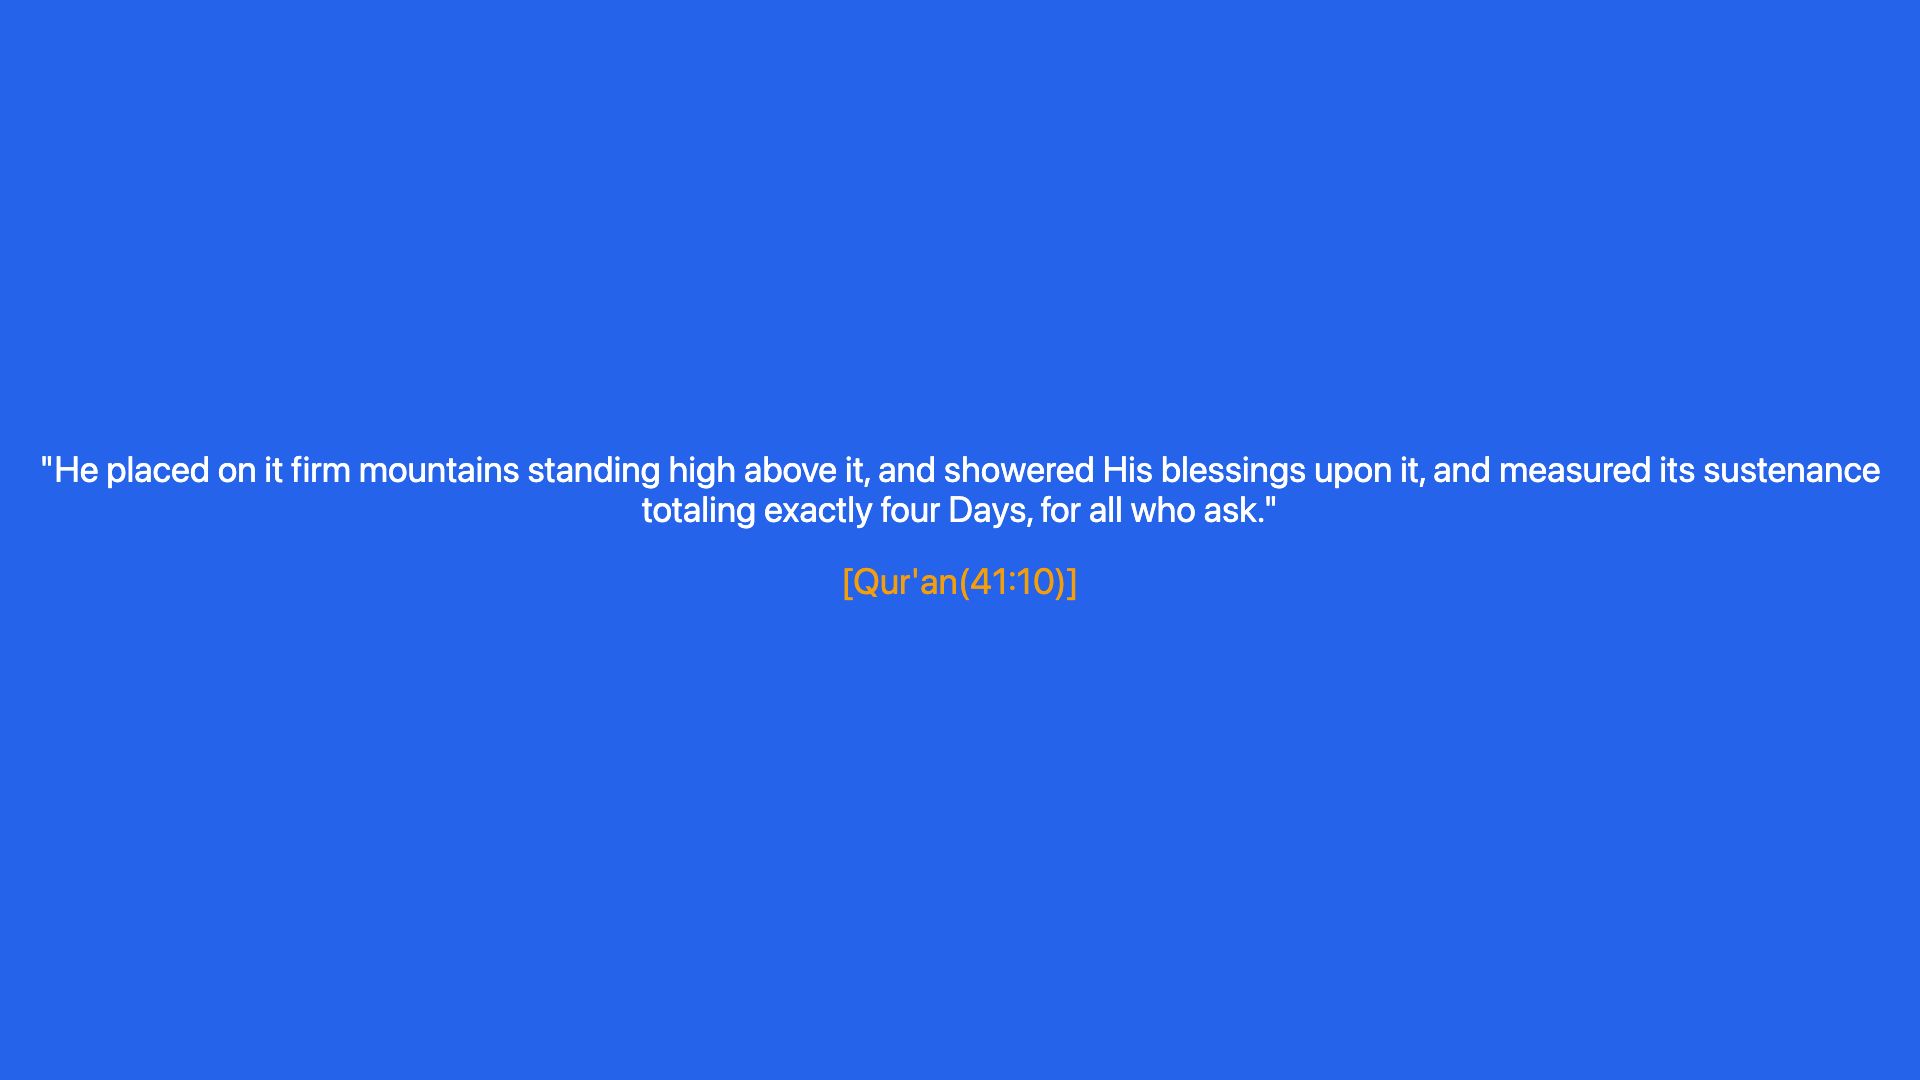 "He placed on it firm mountains standing high above it, and showered His blessings upon it, and measured its sustenance
totaling exactly four Days, for all who ask."
[Qur'an(41:10)]